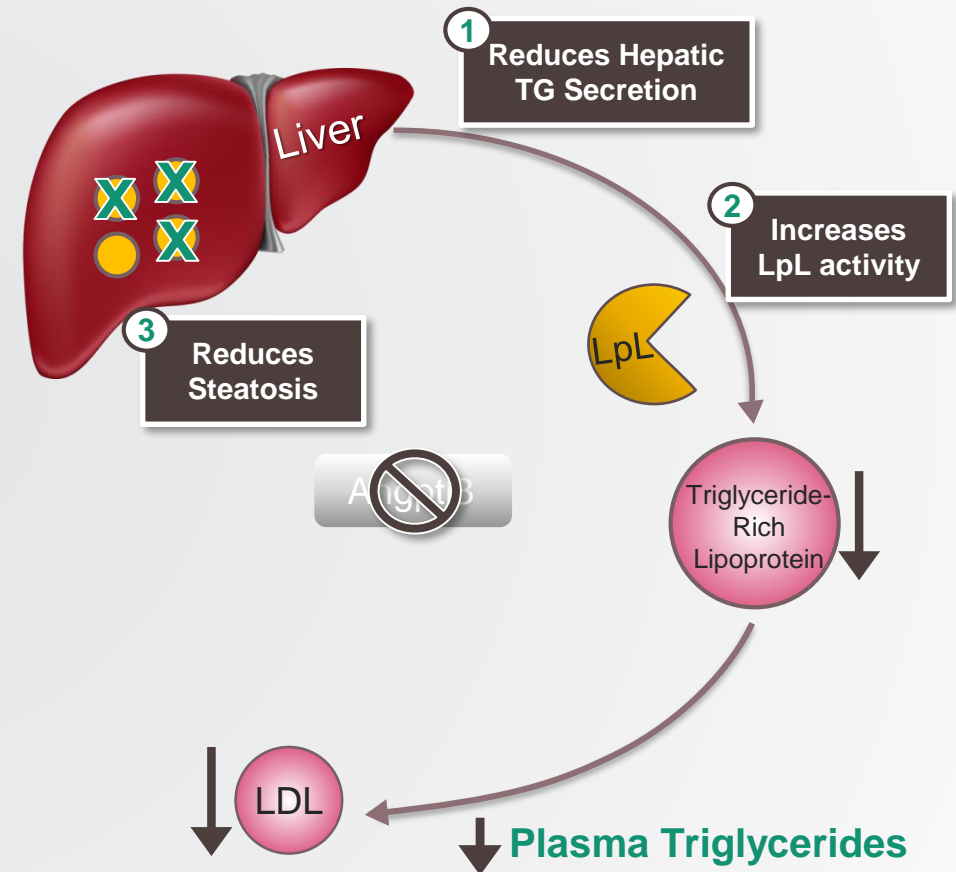 1
Reduces Hepatic
TG Secretion
Liver
X
X
X
X
2
Increases
LpL activity
LpL
3
Reduces
Steatosis
Triglyceride-
Rich
Lipoprotein
LDL
Plasma Triglycerides